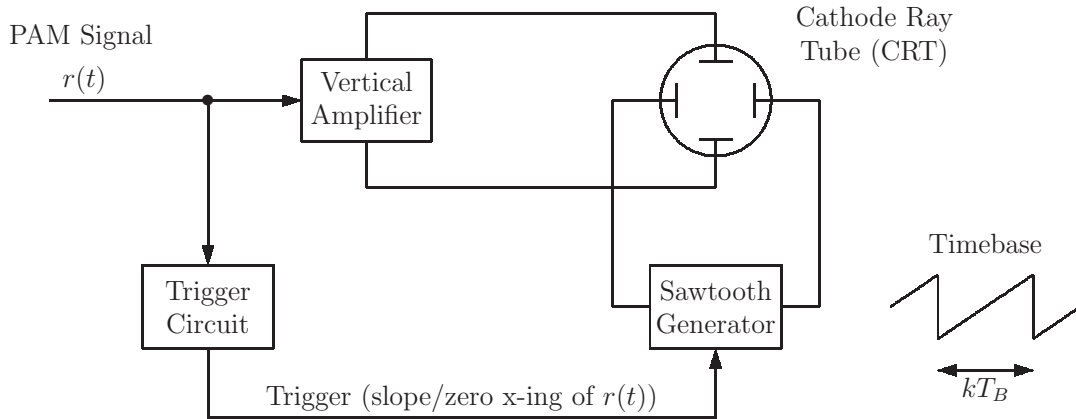 PAM Signal
r(t)
Vertical
Amplifier
Cathode Ray
Tube (CRT)
Trigger
Circuit
Sawtooth
Generator
Timebase
kT_B
Trigger (slope/zero x-ing of r(t))